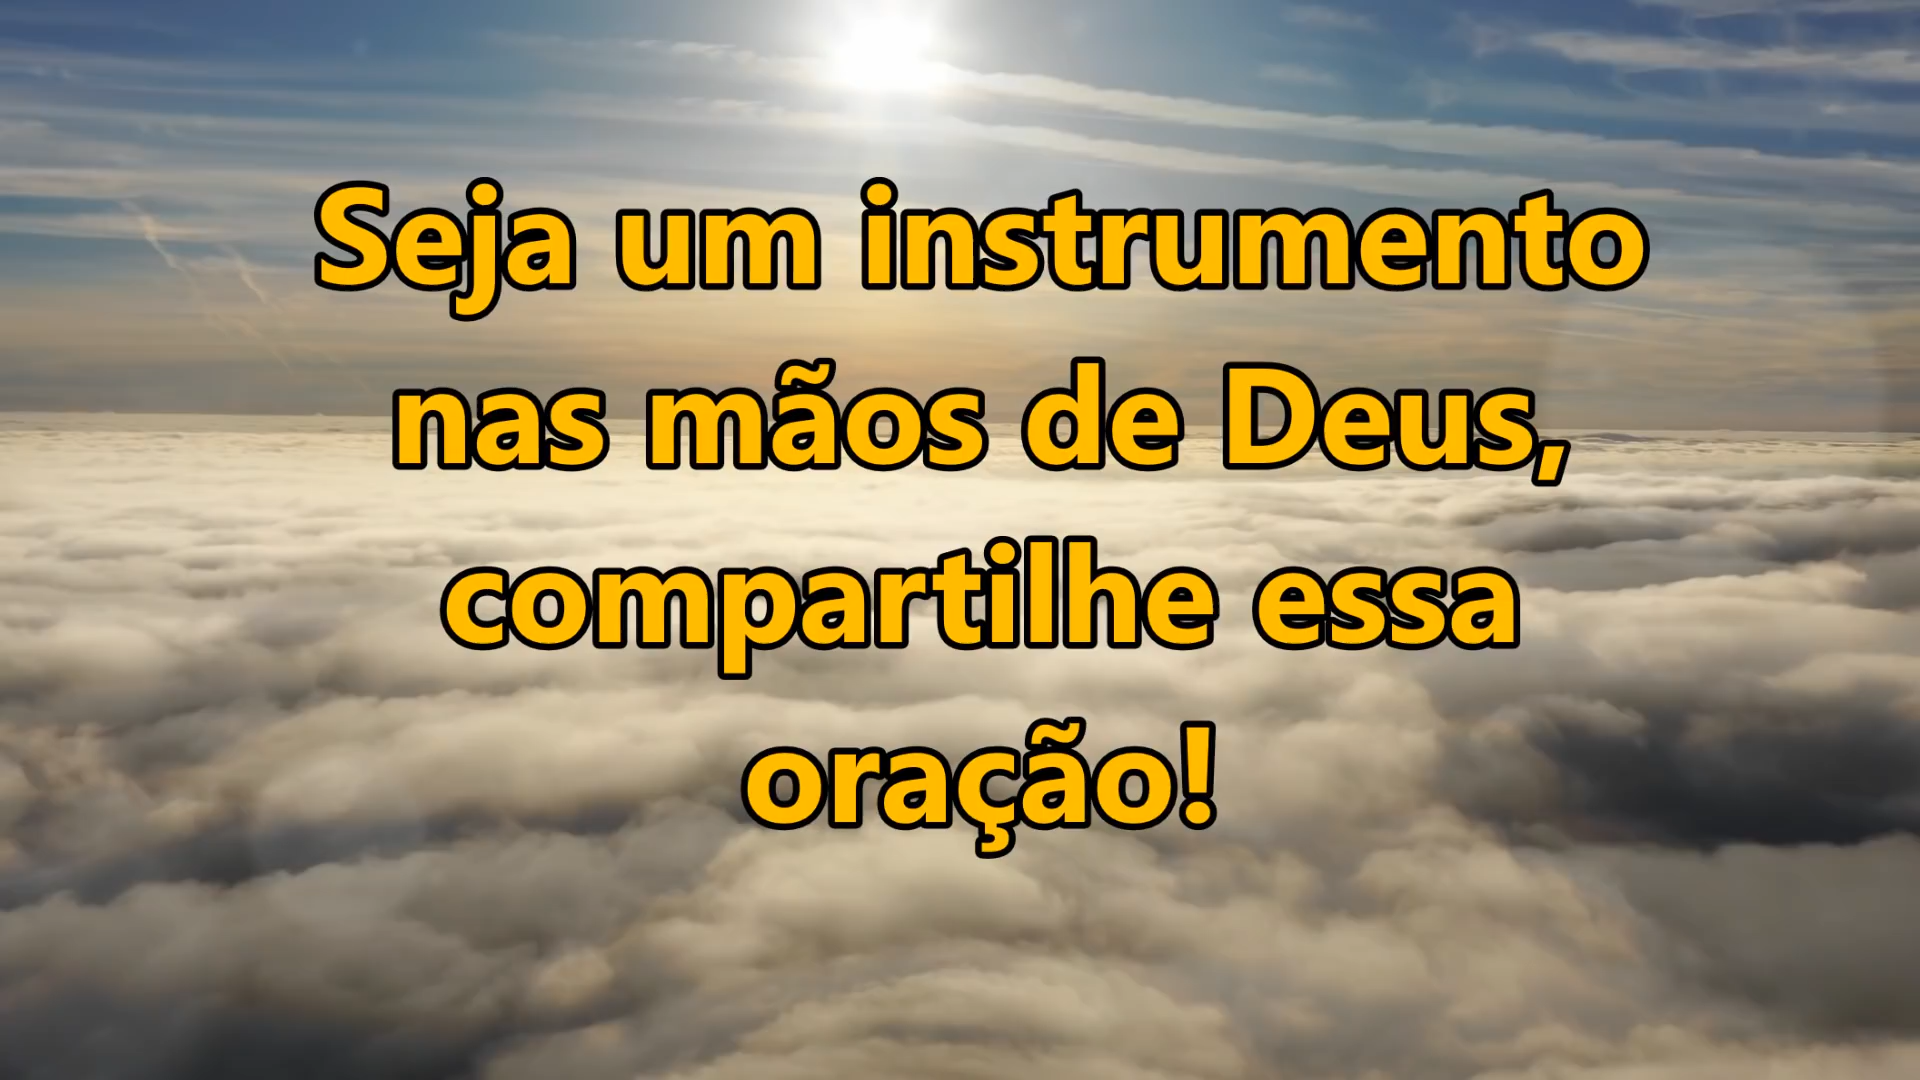 Seja um instrumento
nas mãos de Deus,
compartilhe essa
oração!